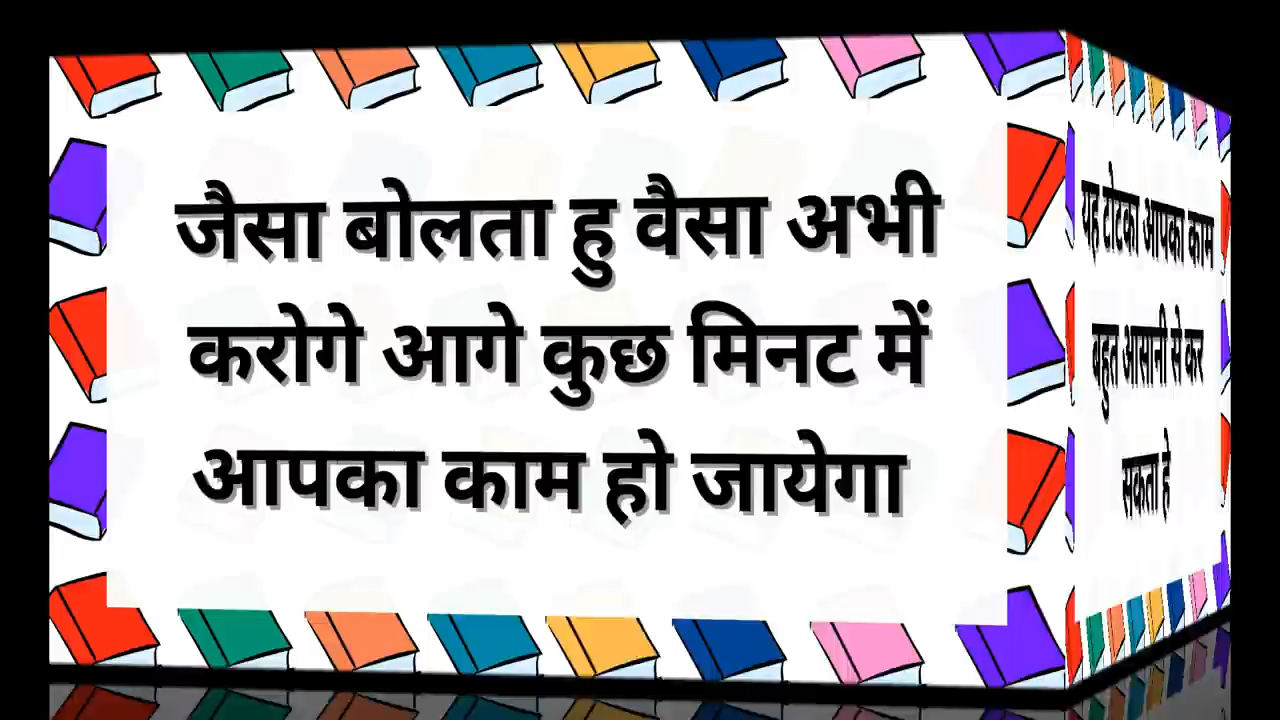 जैसा बोलता हु वैसा अभी
करोगे आगे कुछ मिनट में
आपका काम हो जायेगा
यह टोटका आपका काम
बहुत आसानी से कर
सकता हे